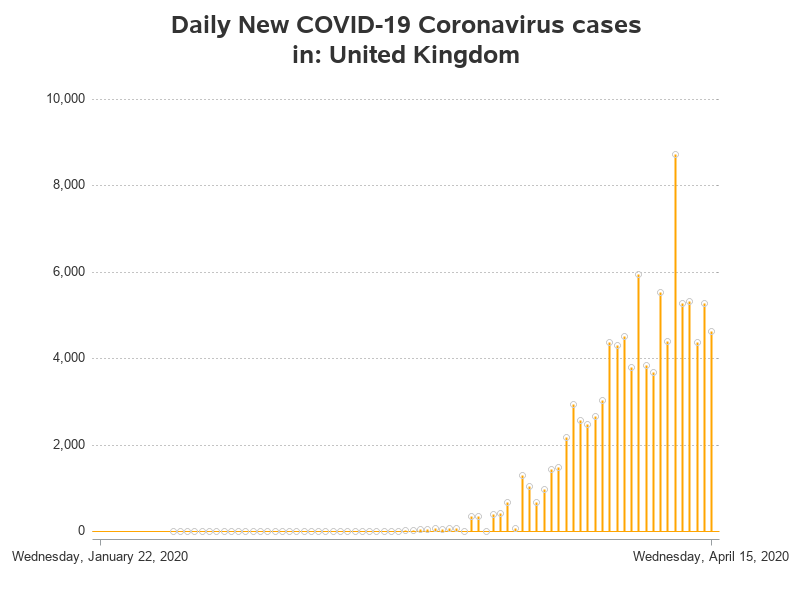 Daily New COVID-19 Coronavirus cases
in: United Kingdom
10,000
8,000
6,000
4,000
2,000
0
Wednesday, January 22, 2020
Wednesday, April 15, 2020